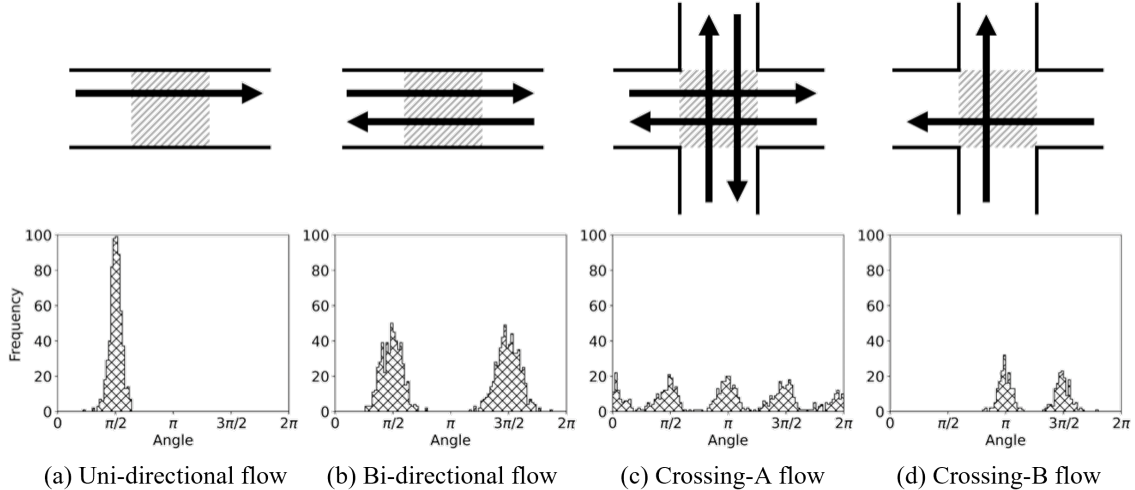 100
80
60
40
20
0
Frequency
0 π/2 π 3π/2 2π
Angle
100
80
60
40
20
0
0 π/2 π 3π/2 2π
Angle
100
80
60
40
20
0
0 π/2 π 3π/2 2π
Angle
100
80
60
40
20
0
0 π/2 π 3π/2 2π
Angle
(a) Uni-directional flow
(b) Bi-directional flow
(c) Crossing-A flow
(d) Crossing-B flow